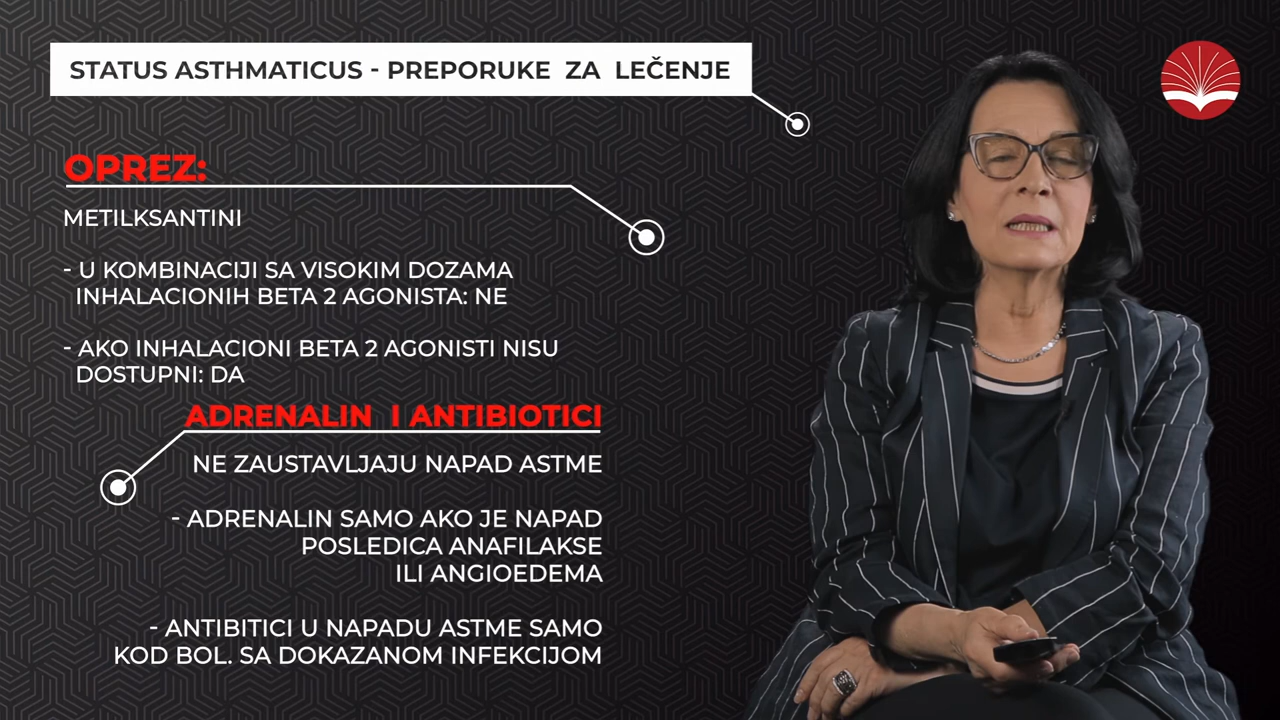 STATUS ASTHMATICUS - PREPORUKE ZA LEČENJE
OPREZ:
METILKSANTINI
- U KOMBINACIJI SA VISOKIM DOZAMA
INHALACIONIH BETA 2 AGONISTA: NE
- AKO INHALACIONI BETA 2 AGONISTI NISU
DOSTUPNI: DA
ADRENALIN I ANTIBIOTICI
NE ZAUSTAVLJAJU NAPAD ASTME
- ADRENALIN SAMO AKO JE NAPAD
POSLEDICA ANAFILAKSE
ILI ANGIOEDEMA
- ANTIBITICI U NAPADU ASTME SAMO
KOD BOL. SA DOKAZANOM INFEKCIJOM